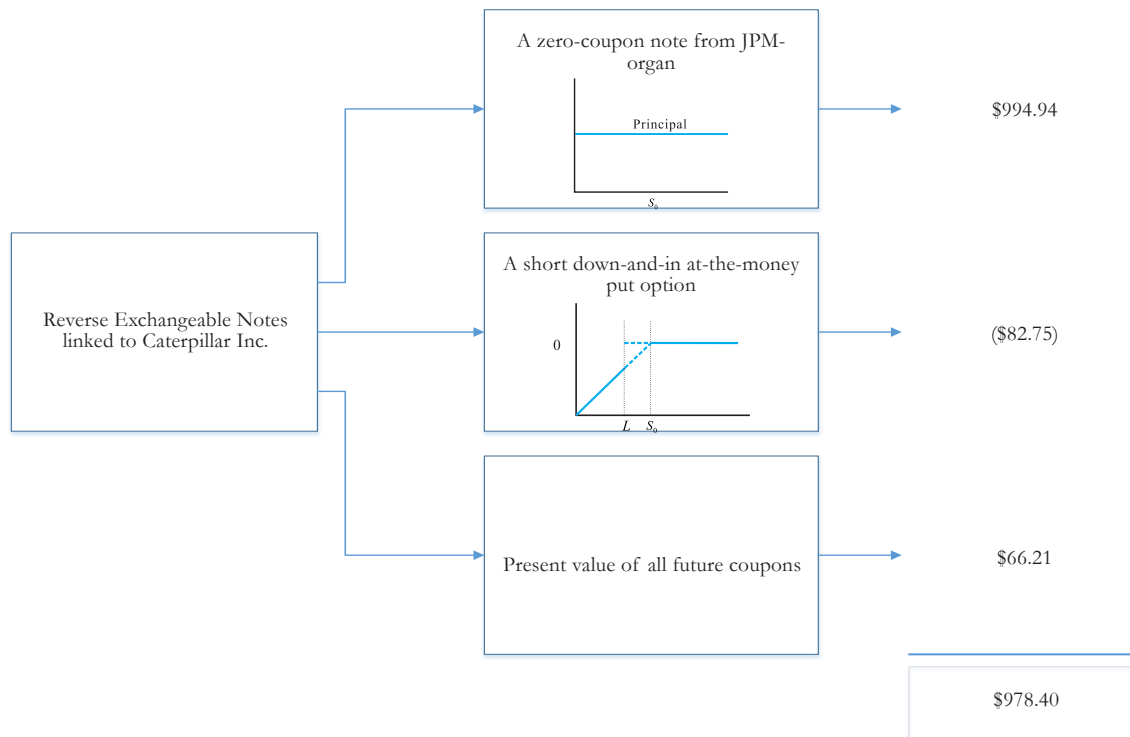 A zero-coupon note from JPM-
organ
Principal
S₀
$994.94
Reverse Exchangeable Notes
linked to Caterpillar Inc.
A short down-and-in at-the-money
put option
0
L S₀
($82.75)
Present value of all future coupons
$66.21
$978.40